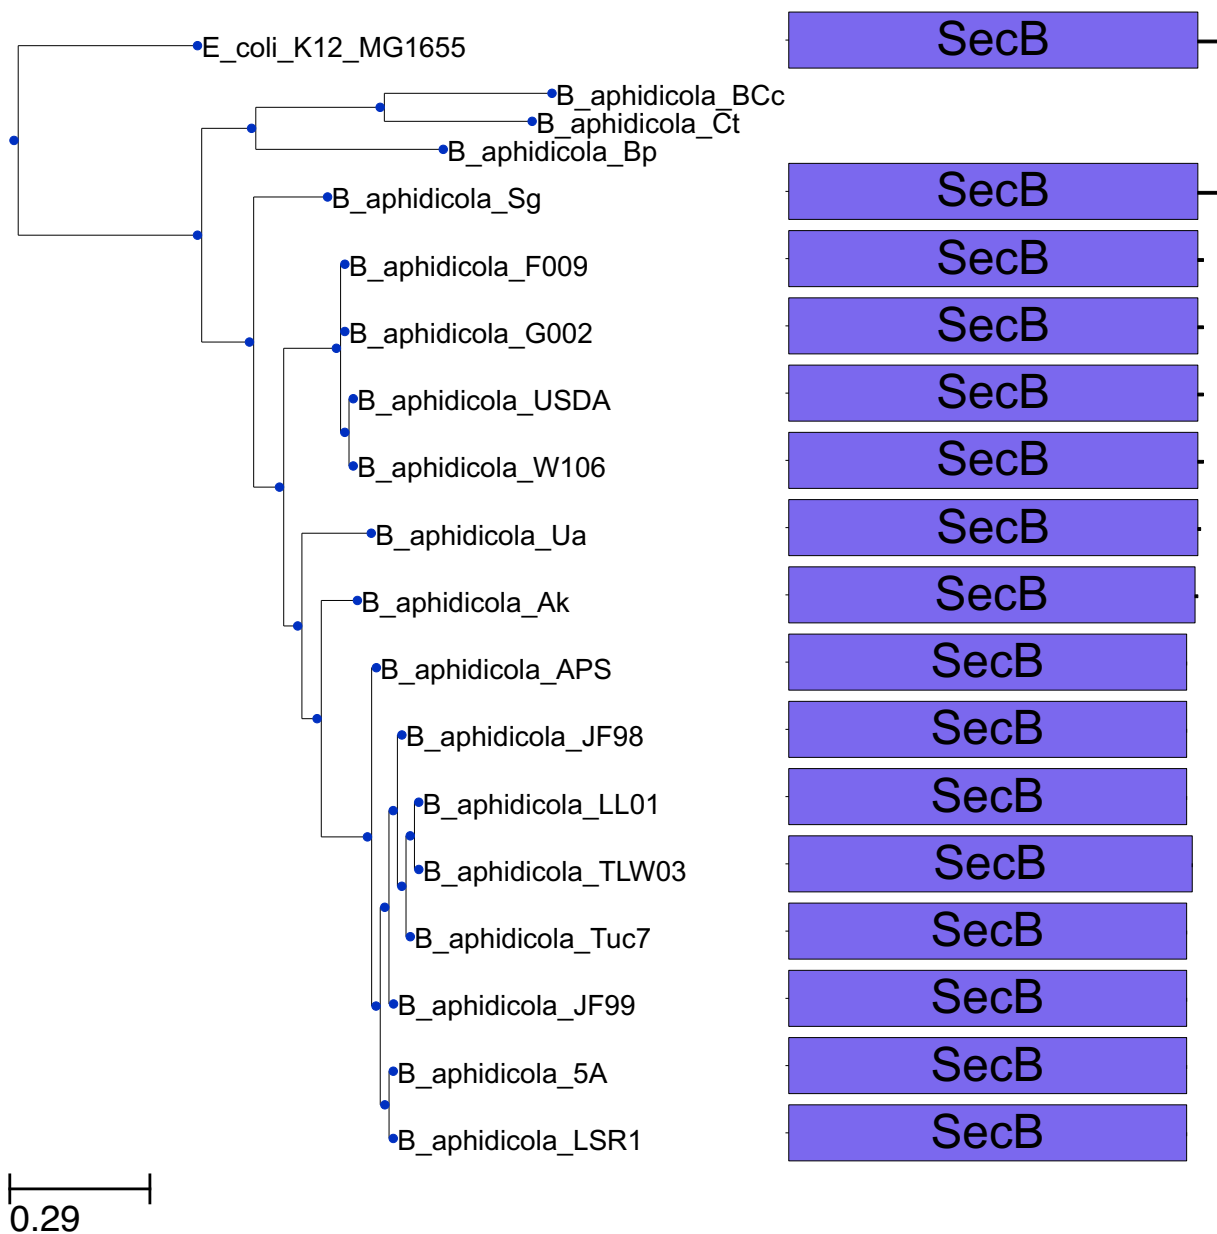 E_coli_K12_MG1655 SecB
B_aphidicola_BCc
B_aphidicola_Ct
B_aphidicola_Bp
B_aphidicola_Sg SecB
B_aphidicola_F009 SecB
B_aphidicola_G002 SecB
B_aphidicola_USDA SecB
B_aphidicola_W106 SecB
B_aphidicola_Ua SecB
B_aphidicola_Ak SecB
B_aphidicola_APS SecB
B_aphidicola_JF98 SecB
B_aphidicola_LL01 SecB
B_aphidicola_TLW03 SecB
B_aphidicola_Tuc7 SecB
B_aphidicola_JF99 SecB
B_aphidicola_5A SecB
B_aphidicola_LSR1 SecB
0.29